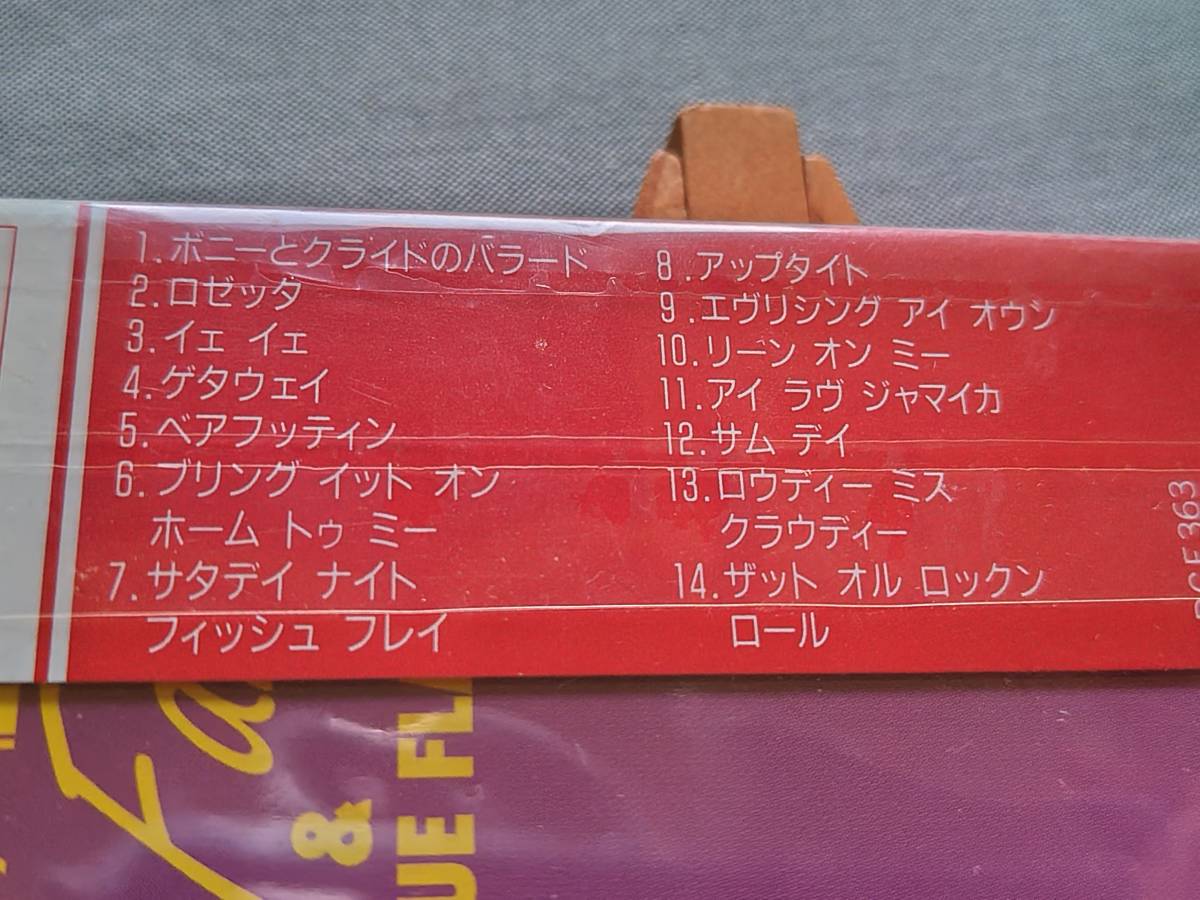 1.ボニーとクライドのバラード
2.ロゼッタ
3.イェ イェ
4.ゲタウェイ
5.ベアフッティン
6.ブリング イット オン
ホーム トゥ ミー
7.サタデイ ナイト
フィッシュ フレイ
8.アップタイト
9.エヴリシング アイ オウン
10.リーン オン ミー
11.アイ ラヴ ジャマイカ
12.サム デイ
13.ロウディー ミス
クラウディー
14.ザット オル ロックン
ロール
363
&